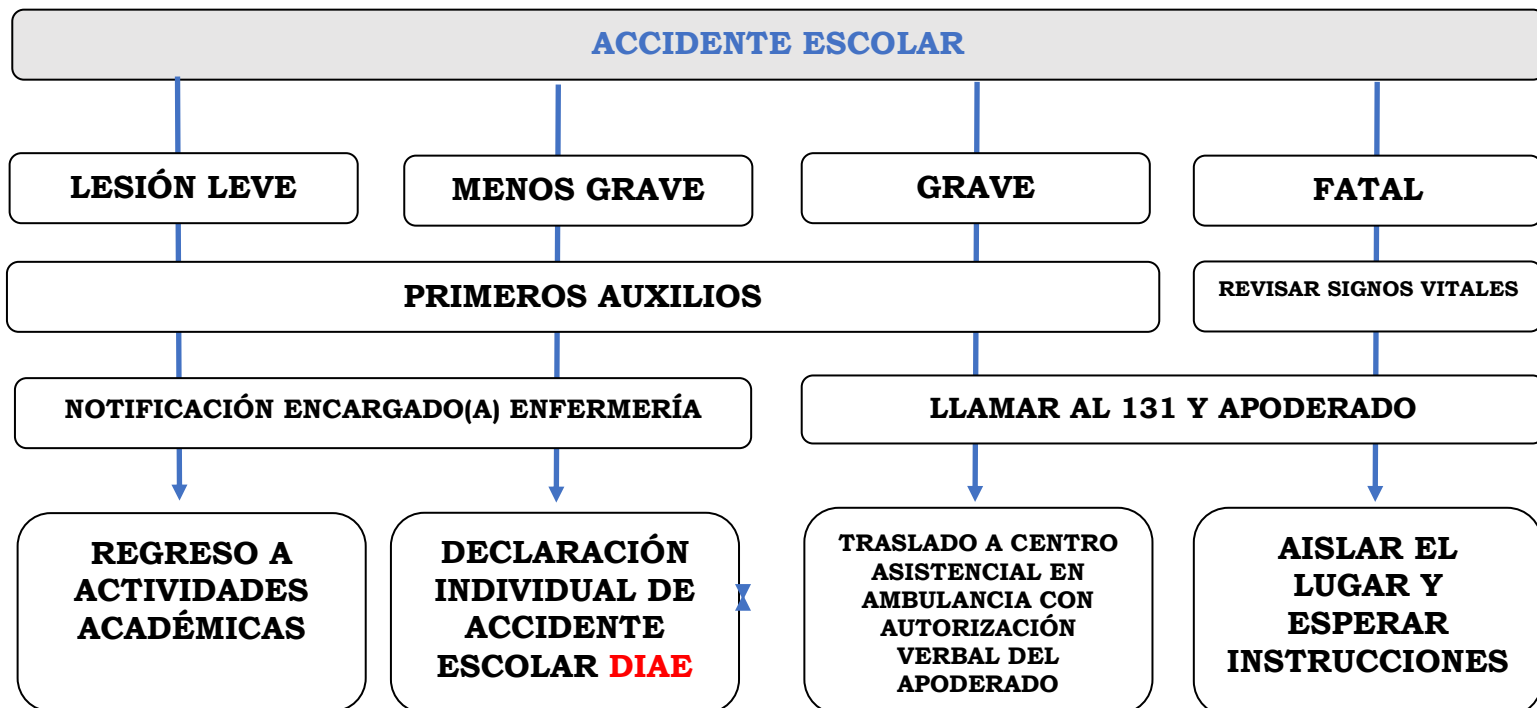 ACCIDENTE ESCOLAR
LESIÓN LEVE
MENOS GRAVE
GRAVE
FATAL
PRIMEROS AUXILIOS
REVISAR SIGNOS VITALES
NOTIFICACIÓN ENCARGADO(A) ENFERMERÍA
LLAMAR AL 131 Y APODERADO
REGRESO A
ACTIVIDADES
ACADÉMICAS
DECLARACIÓN
INDIVIDUAL DE
ACCIDENTE
ESCOLAR DIAE
TRASLADO A CENTRO
ASISTENCIAL EN
AMBULANCIA CON
AUTORIZACIÓN
VERBAL DEL
APODERADO
AISLAR EL
LUGAR Y
ESPERAR
INSTRUCCIONES